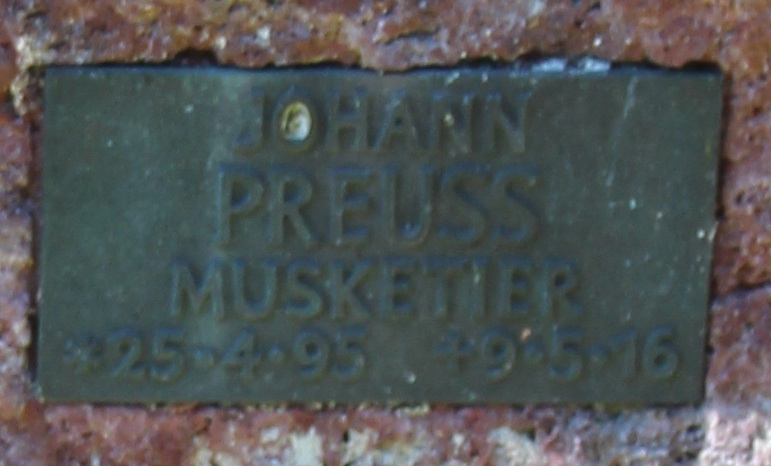 JOHANN
PREUSS
MUSKETIER
*25·4·95 +9·5·16